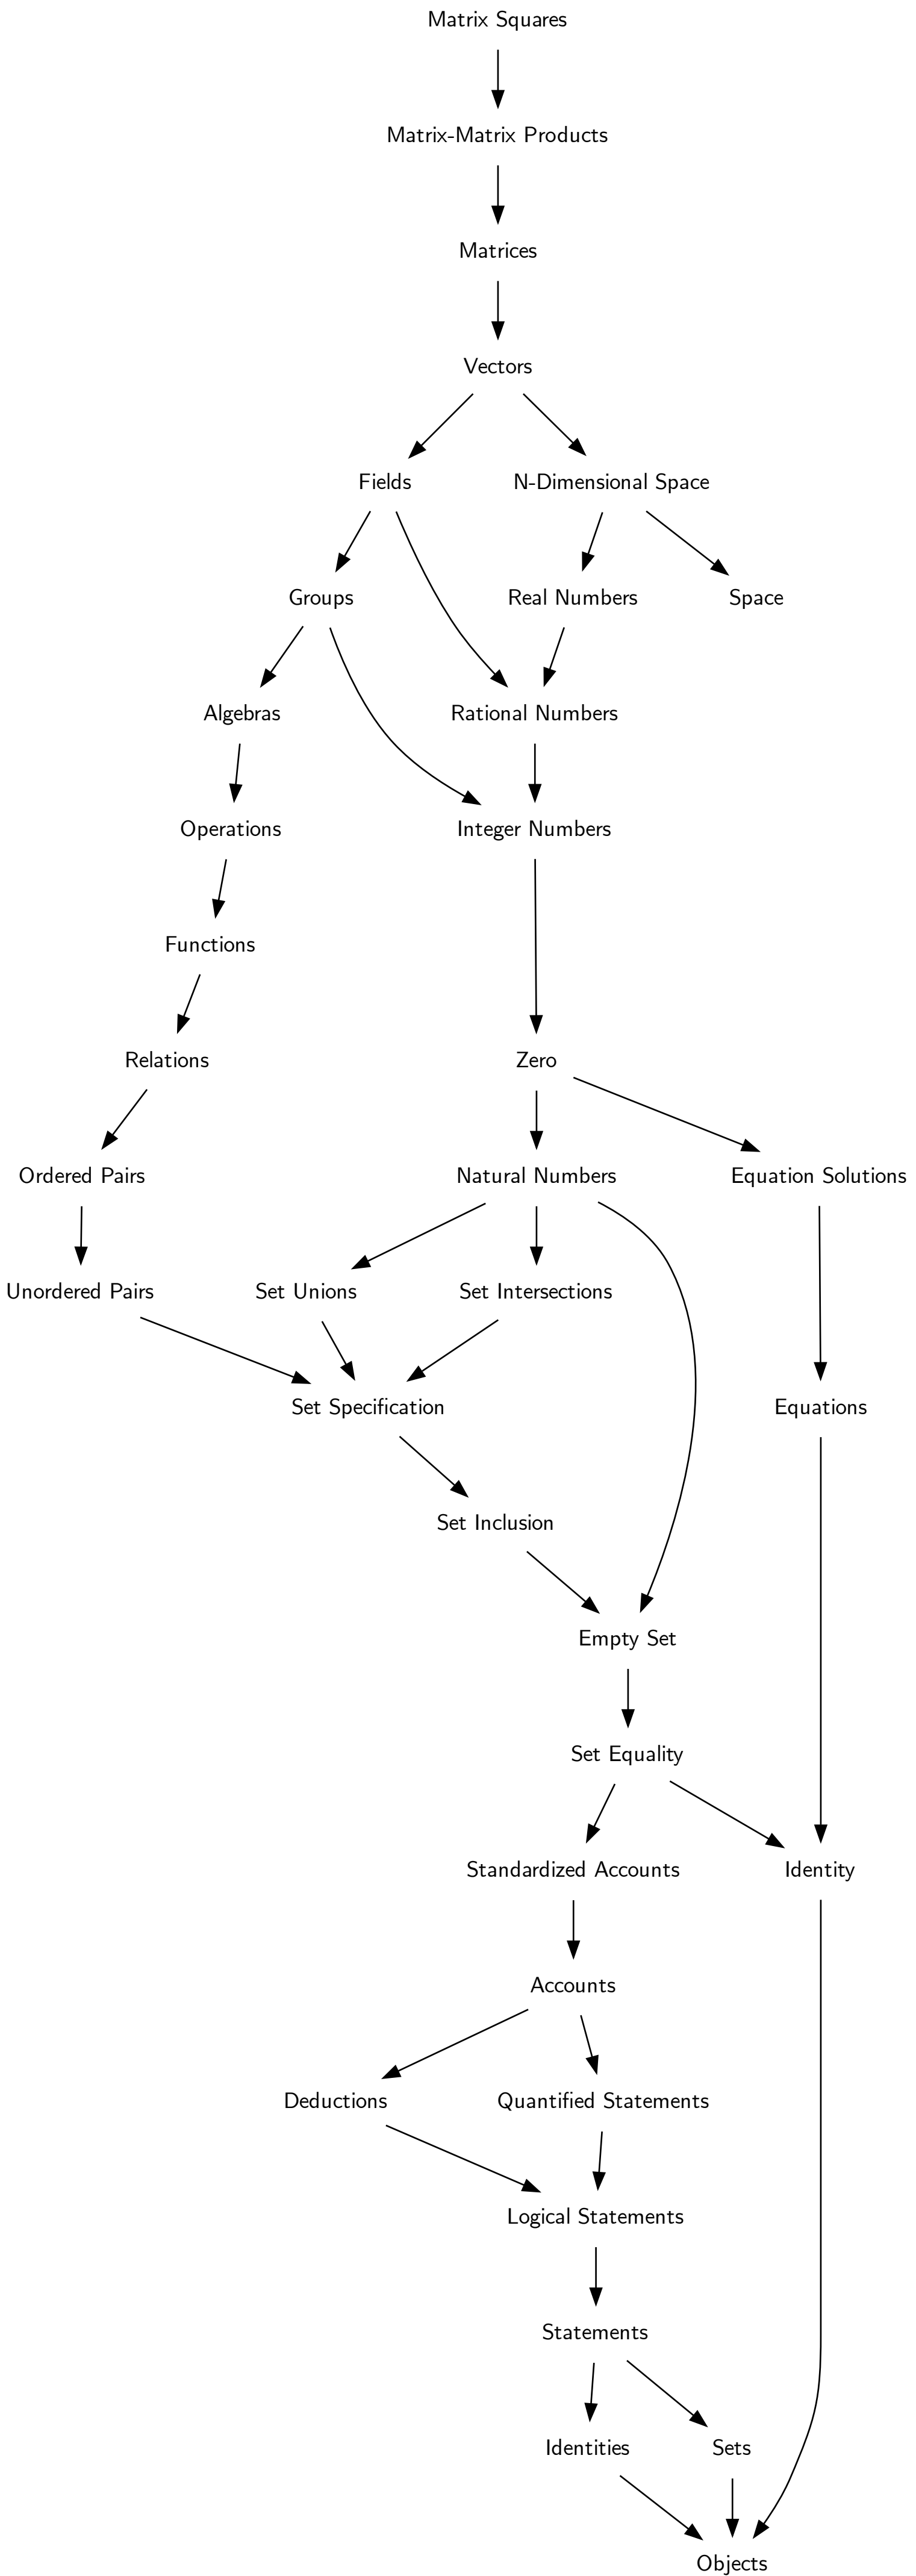 Matrix Squares
Matrix-Matrix Products
Matrices
Vectors
Fields
N-Dimensional Space
Groups
Real Numbers
Space
Algebras
Rational Numbers
Operations
Integer Numbers
Functions
Relations
Zero
Ordered Pairs
Natural Numbers
Equation Solutions
Unordered Pairs
Set Unions
Set Intersections
Set Specification
Equations
Set Inclusion
Empty Set
Set Equality
Standardized Accounts
Identity
Accounts
Deductions
Quantified Statements
Logical Statements
Statements
Identities
Sets
Objects